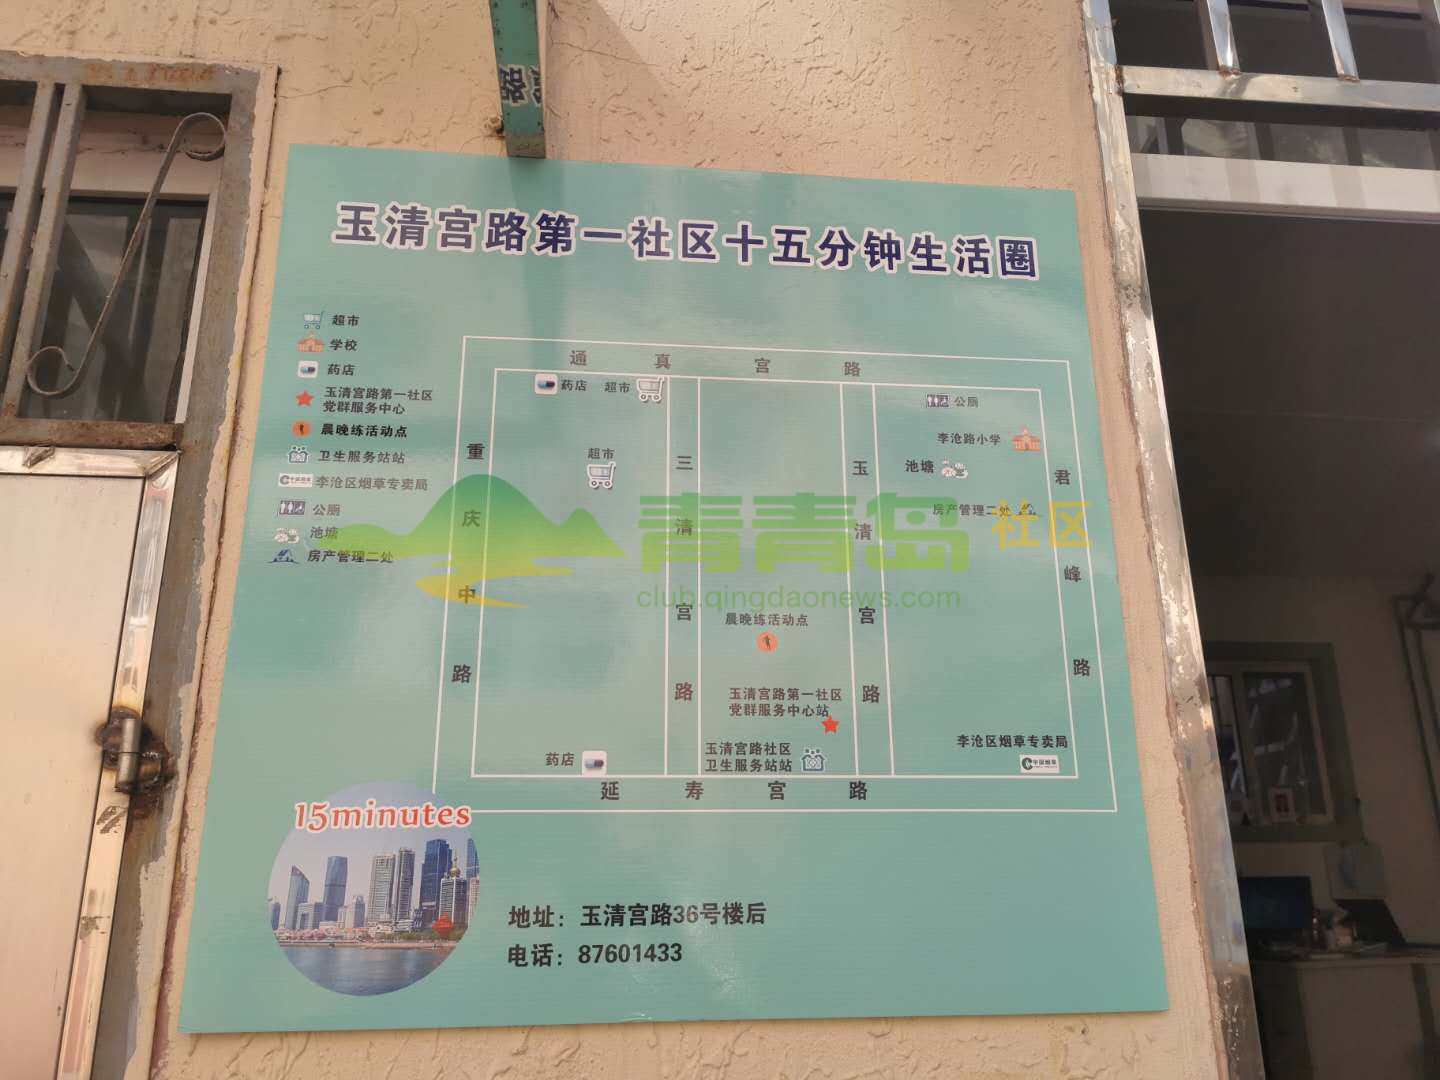 玉清宫路第一社区十五分钟生活圈
超市
学校
药店
玉清宫路第一社区
党群服务中心
晨晚练活动点
卫生服务站站
李沧区烟草专卖局
公厕
池塘
房产管理二处
通真宫路
重庆中路
三清宫路
玉清宫路
君峰路
延寿宫路
药店
超市
超市
公厕
李沧路小学
池塘
房产管理二处
晨晚练活动点
玉清宫路第一社区
党群服务中心站
玉清宫路社区
卫生服务站站
药店
李沧区烟草专卖局
青青岛社区
club.qingdaonews.com
15minutes
地址：玉清宫路36号楼后
电话：87601433